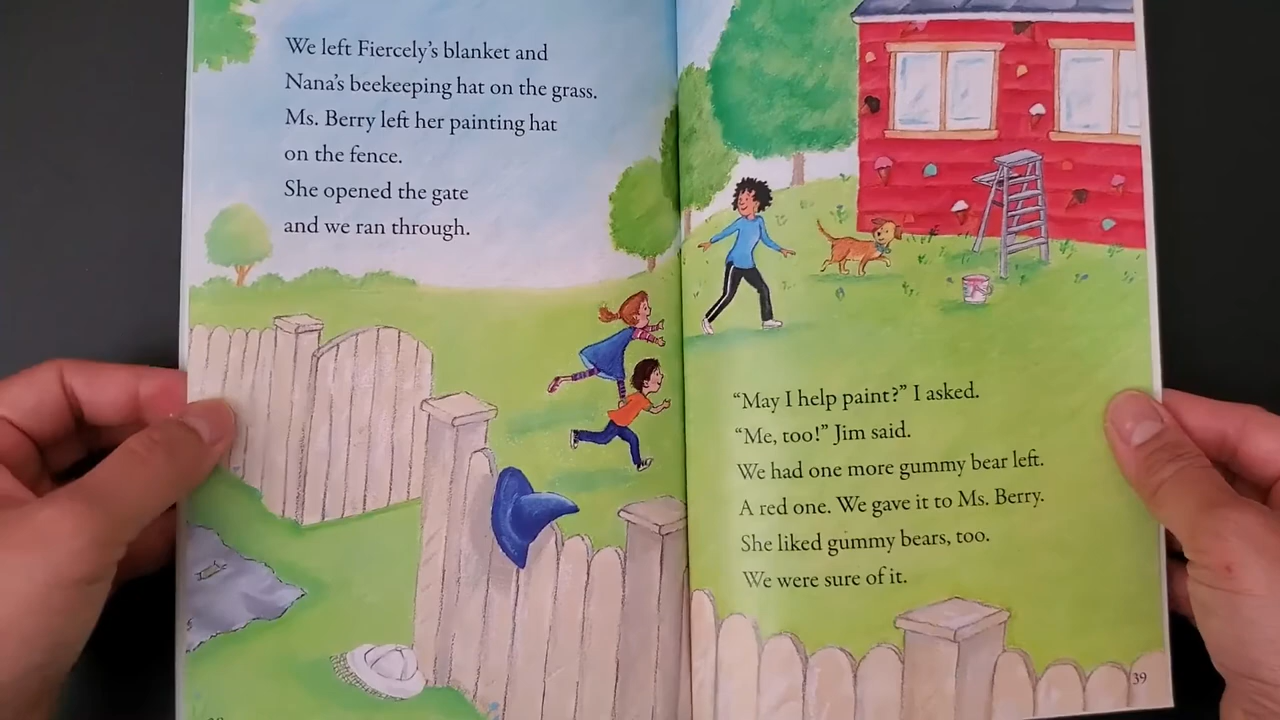 We left Fiercely's blanket and
Nana's beekeeping hat on the grass.
Ms. Berry left her painting hat
on the fence.
She opened the gate
and we ran through.
"May I help paint?" I asked.
"Me, too!" Jim said.
We had one more gummy bear left.
A red one. We gave it to Ms. Berry.
She liked gummy bears, too.
We were sure of it.
39